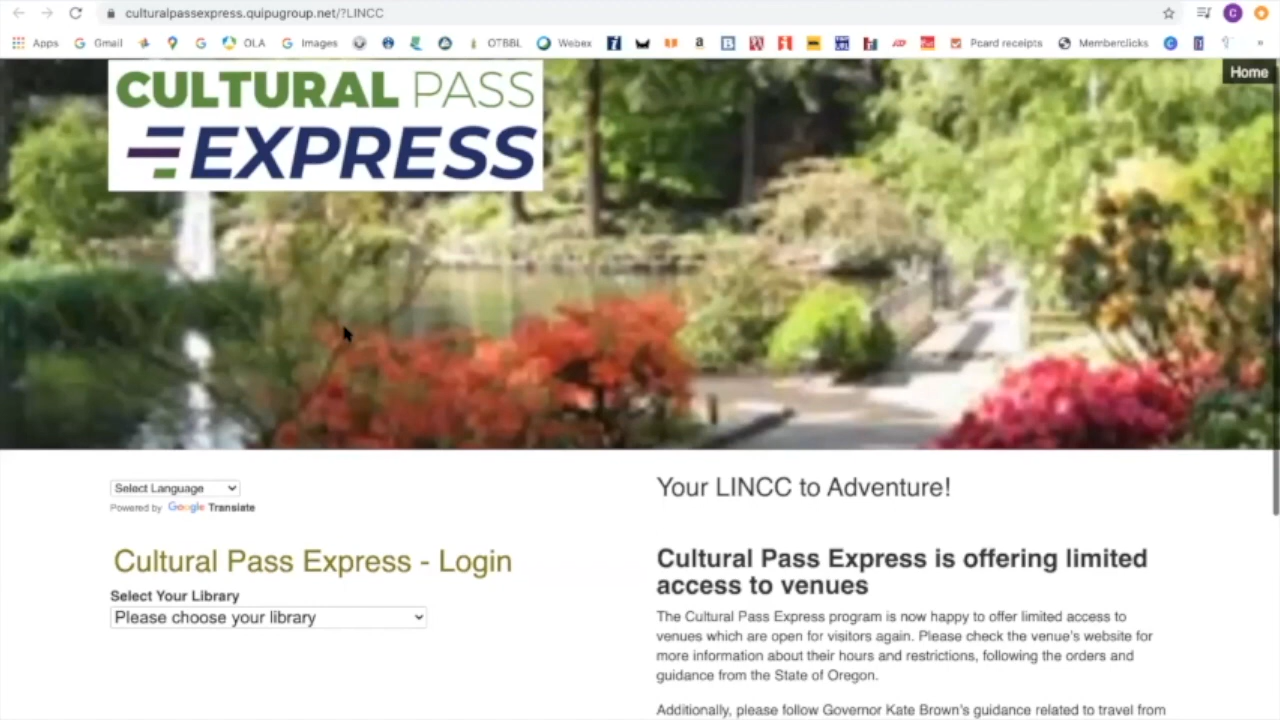 culturalpassexpress.quipugroup.net/?LINCC
C
Apps Gmail OLA Images OTBBL Webex Pcard receipts Memberclicks »
CULTURAL PASS
EXPRESS
Home
Select Language
Powered by Google Translate
Cultural Pass Express - Login
Select Your Library
Please choose your library
Your LINCC to Adventure!
Cultural Pass Express is offering limited
access to venues
The Cultural Pass Express program is now happy to offer limited access to
venues which are open for visitors again. Please check the venue's website for
more information about their hours and restrictions, following the orders and
guidance from the State of Oregon.
Additionally, please follow Governor Kate Brown's guidance related to travel from